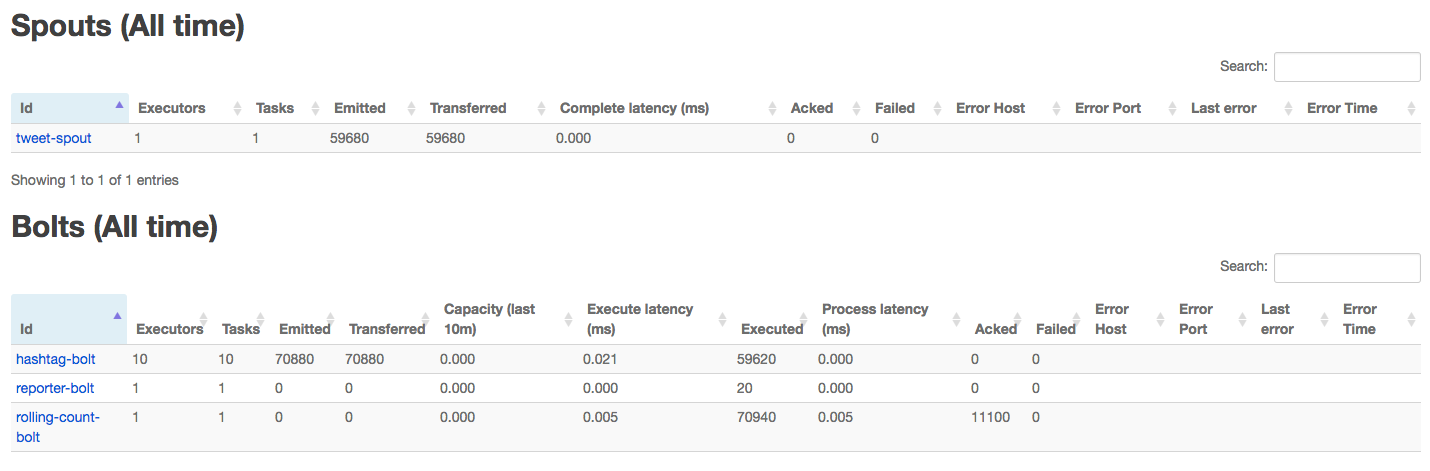 Spouts (All time)
Search:
Id Executors Tasks Emitted Transferred Complete latency (ms) Acked Failed Error Host Error Port Last error Error Time
tweet-spout 1 1 59680 59680 0.000 0 0
Showing 1 to 1 of 1 entries
Bolts (All time)
Search:
Capacity (last Execute latency Process latency Error Error Last Error
Id Executors Tasks Emitted Transferred 10m) (ms) Executed (ms) Acked Failed Host Port error Time
hashtag-bolt 10 10 70880 70880 0.000 0.021 59620 0.000 0 0
reporter-bolt 1 1 0 0 0.000 0.000 20 0.000 0 0
rolling-count- 1 1 0 0 0.000 0.005 70940 0.005 11100 0
bolt